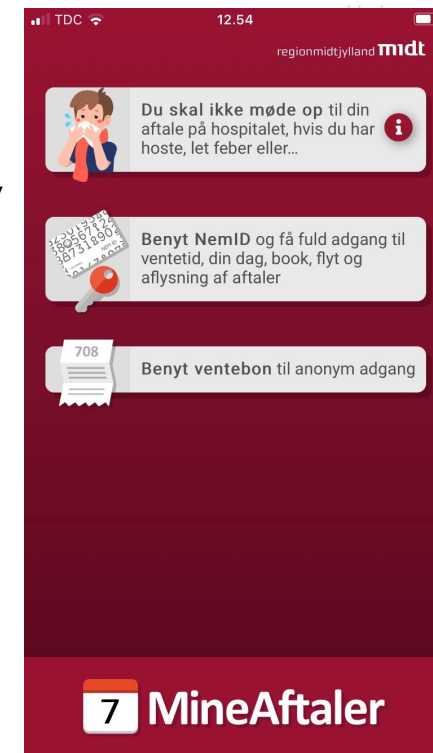 TDC 12.54
regionmidtjylland midt
Du skal ikke møde op til din
aftale på hospitalet, hvis du har
hoste, let feber eller...
Benyt NemID og få fuld adgang til
ventetid, din dag, book, flyt og
aflysning af aftaler
NEM ID
708
Benyt ventebon til anonym adgang
7 MineAftaler